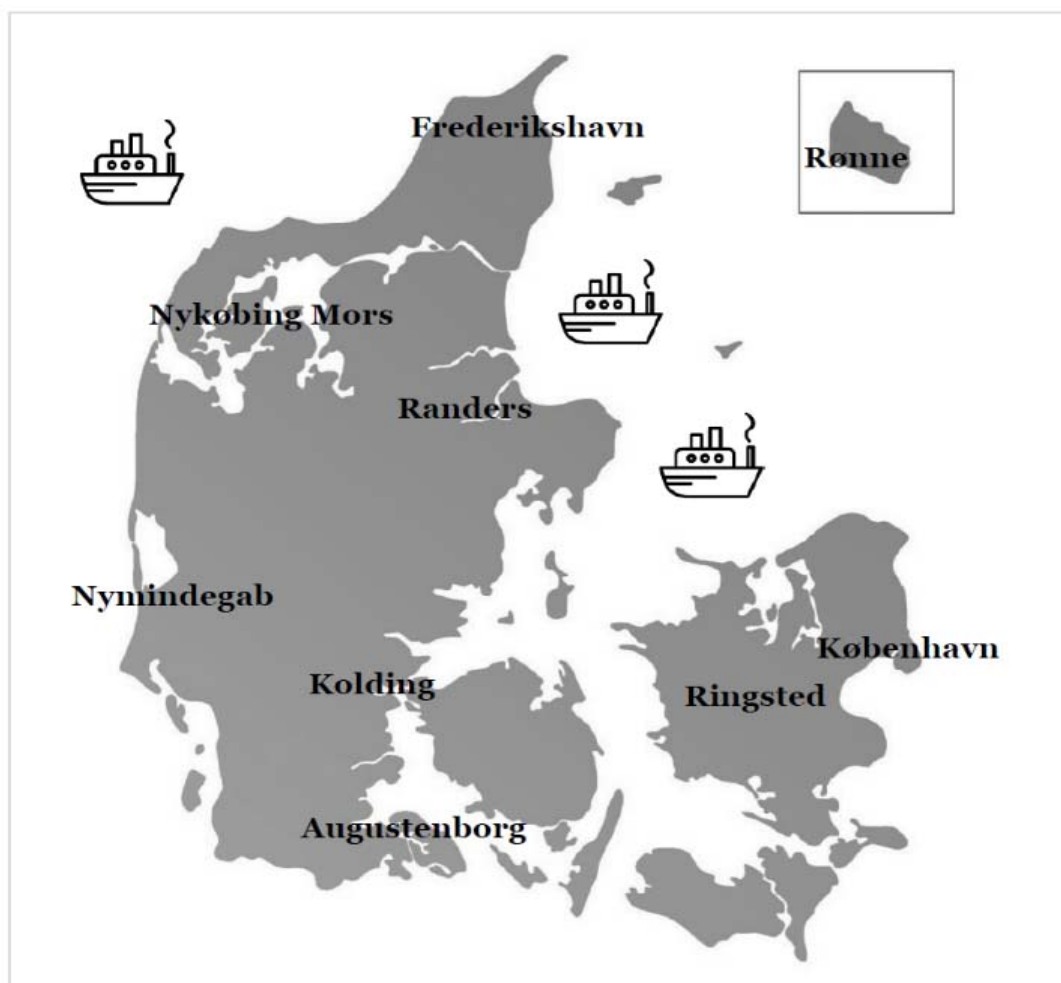 Frederikshavn
Rønne
Nykøbing Mors
Randers
Nymindegab
København
Kolding
Ringsted
Augustenborg